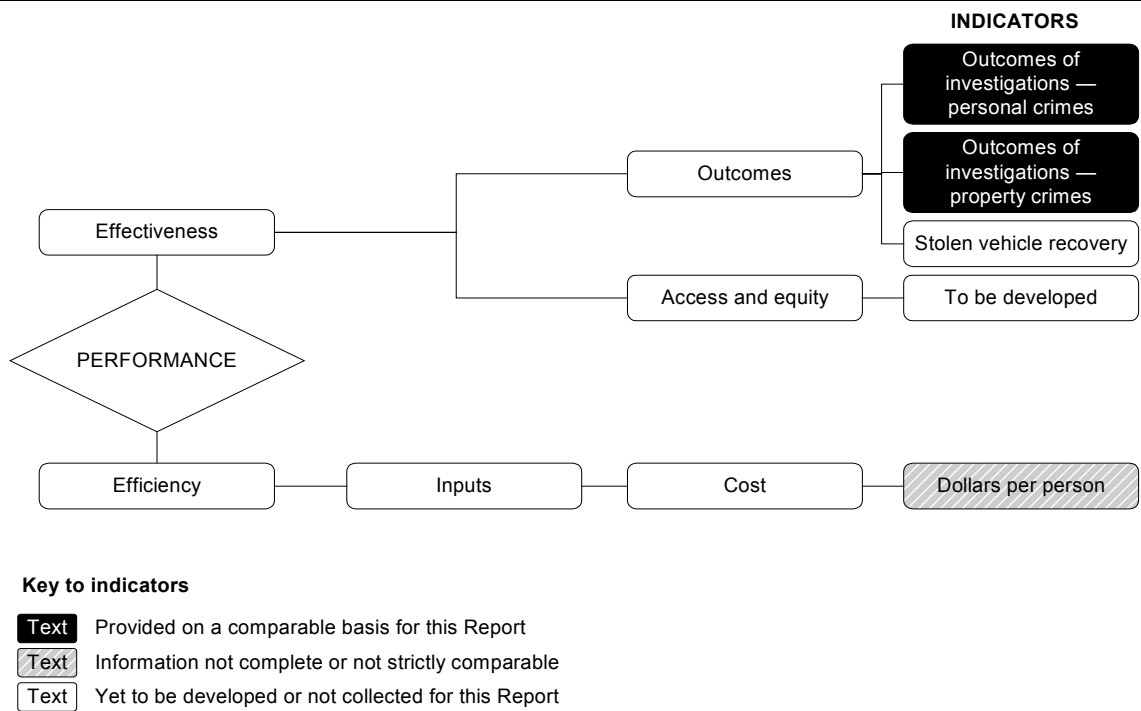 INDICATORS
Outcomes of
investigations —
personal crimes
Outcomes of
investigations —
property crimes
Outcomes
Stolen vehicle recovery
Effectiveness
Access and equity
To be developed
PERFORMANCE
Efficiency
Inputs
Cost
Dollars per person
Key to indicators
Text Provided on a comparable basis for this Report
Text Information not complete or not strictly comparable
Text Yet to be developed or not collected for this Report